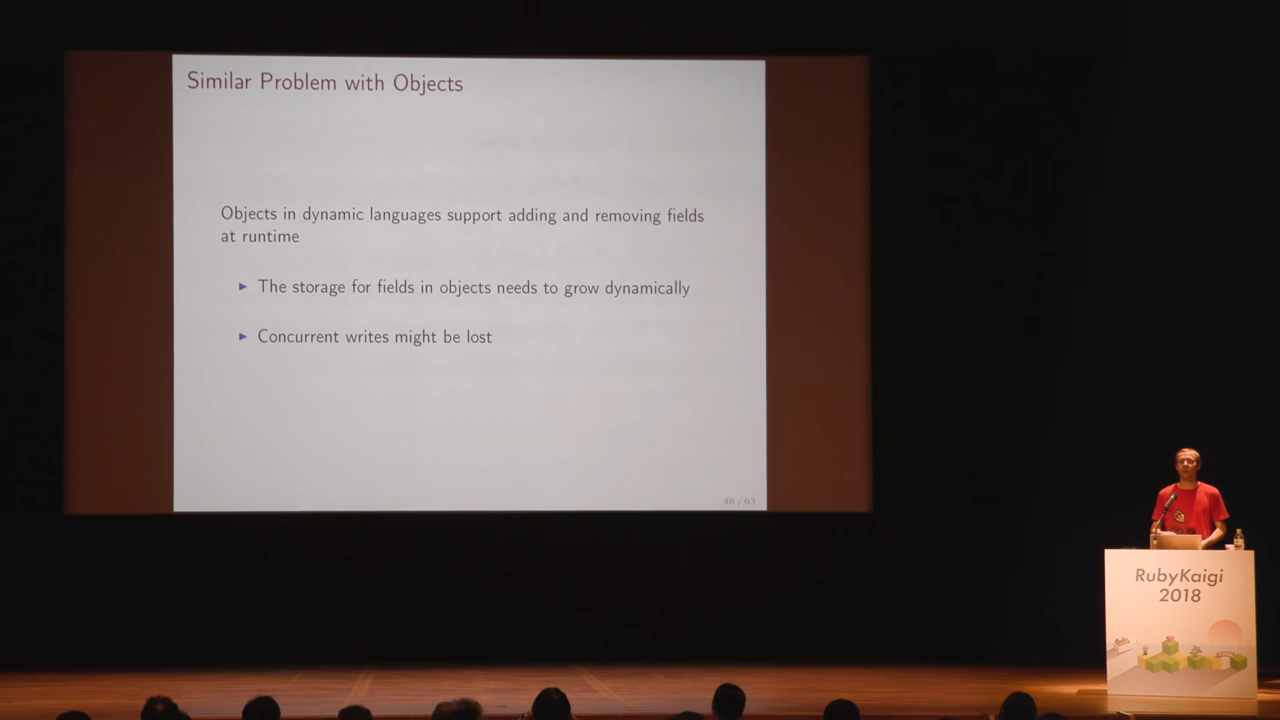 Similar Problem with Objects
Objects in dynamic languages support adding and removing fields
at runtime
▶ The storage for fields in objects needs to grow dynamically
▶ Concurrent writes might be lost
46 / 63
RubyKaigi
2018